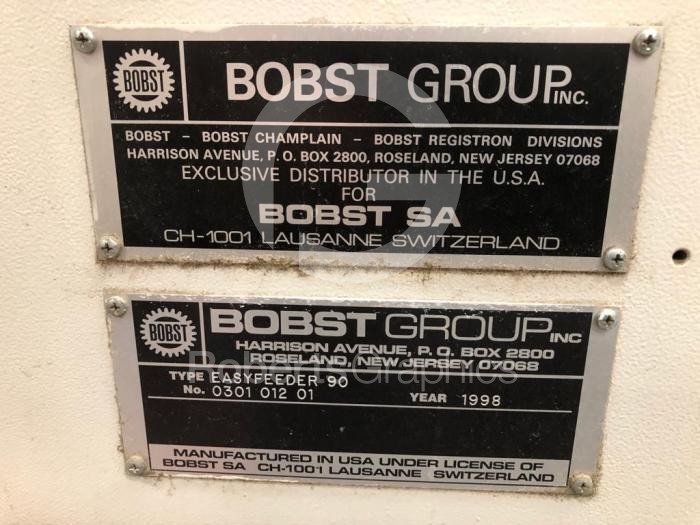 BOBST
BOBST GROUP INC.
BOBST – BOBST CHAMPLAIN – BOBST REGISTRON DIVISIONS
HARRISON AVENUE, P. O. BOX 2800, ROSELAND, NEW JERSEY 07068
EXCLUSIVE DISTRIBUTOR IN THE U.S.A.
FOR
BOBST SA
CH-1001 LAUSANNE SWITZERLAND
BOBST
BOBST GROUP INC
HARRISON AVENUE, P. O. BOX 2800
ROSELAND, NEW JERSEY 07068
Roberts Graphics
TYPE EASYFEEDER 90
No. 0301 012 01 YEAR 1998
MANUFACTURED IN USA UNDER LICENSE OF
BOBST SA CH-1001 LAUSANNE SWITZERLAND